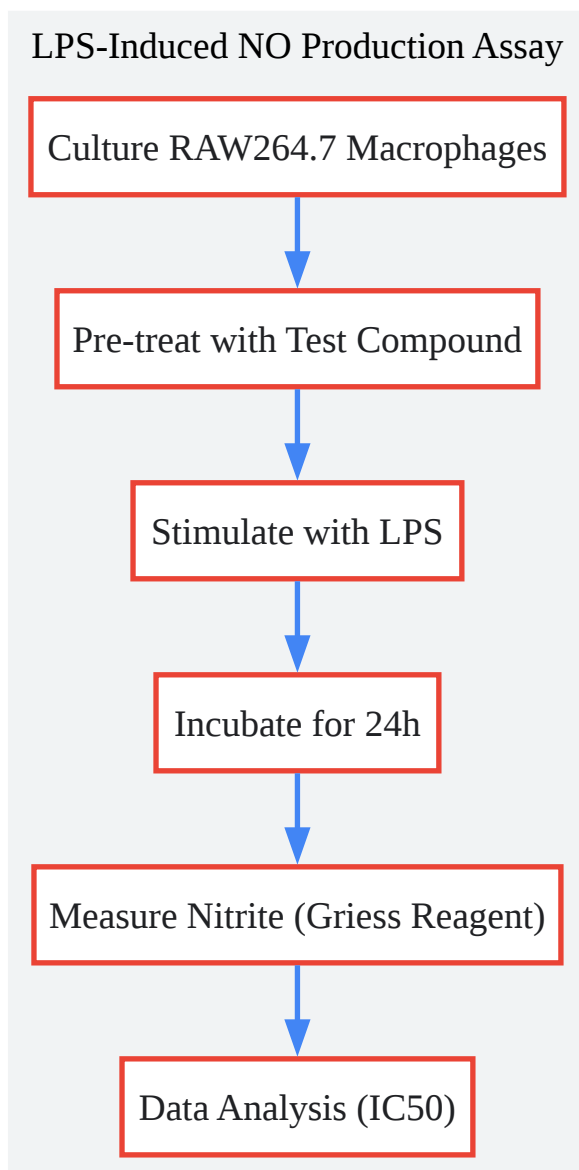 LPS-Induced NO Production Assay
Culture RAW264.7 Macrophages
Pre-treat with Test Compound
Stimulate with LPS
Incubate for 24h
Measure Nitrite (Griess Reagent)
Data Analysis (IC50)